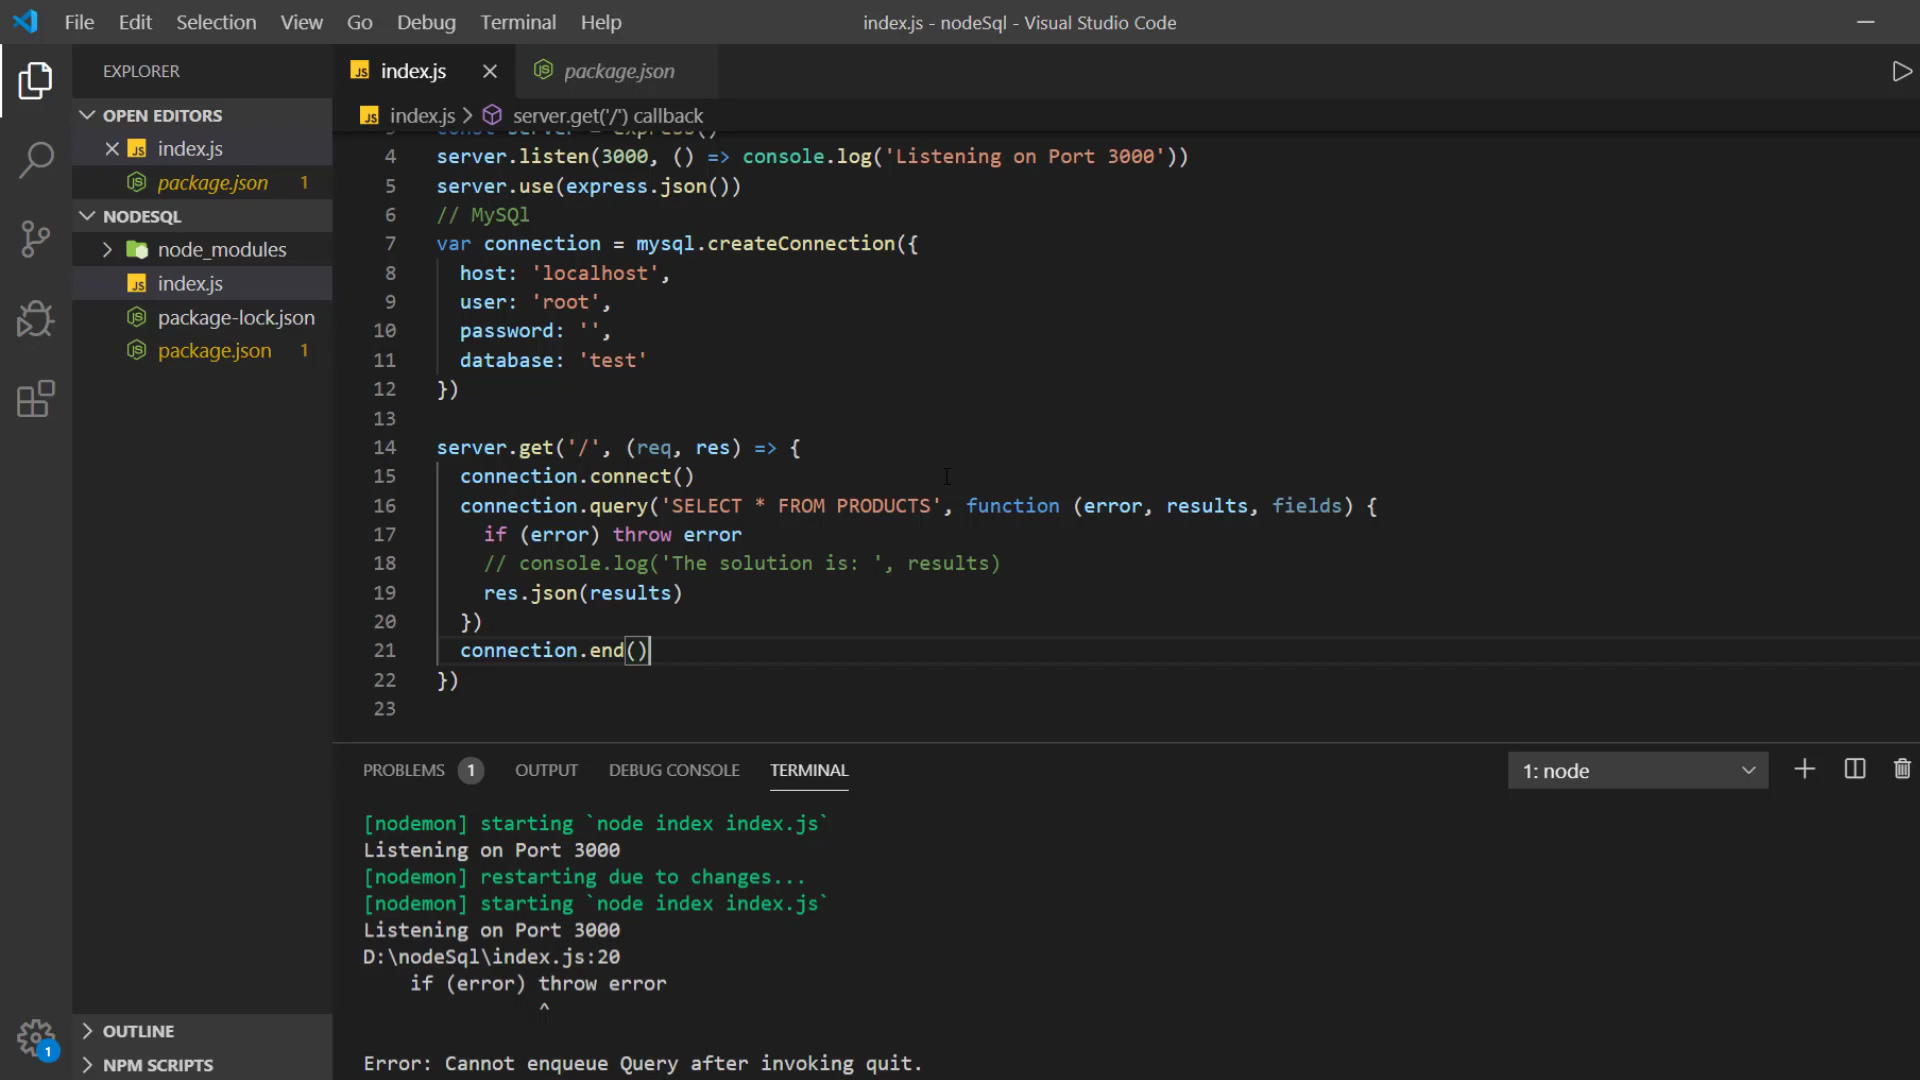 File Edit Selection View Go Debug Terminal Help
index.js - nodeSql - Visual Studio Code
EXPLORER
OPEN EDITORS
index.js
package.json 1
NODESQL
node_modules
index.js
package-lock.json
package.json 1
OUTLINE
NPM SCRIPTS
1
index.js
package.json
index.js > server.get('/') callback
3 const server = express()
4 server.listen(3000, () => console.log('Listening on Port 3000'))
5 server.use(express.json())
6 // MySQl
7 var connection = mysql.createConnection({
8 host: 'localhost',
9 user: 'root',
10 password: '',
11 database: 'test'
12 })
13
14 server.get('/', (req, res) => {
15 connection.connect()
16 connection.query('SELECT * FROM PRODUCTS', function (error, results, fields) {
17 if (error) throw error
18 // console.log('The solution is: ', results)
19 res.json(results)
20 })
21 connection.end()
22 })
23
PROBLEMS 1 OUTPUT DEBUG CONSOLE TERMINAL
1: node
[nodemon] starting `node index index.js`
Listening on Port 3000
[nodemon] restarting due to changes...
[nodemon] starting `node index index.js`
Listening on Port 3000
D:\nodeSql\index.js:20
if (error) throw error
^
Error: Cannot enqueue Query after invoking quit.